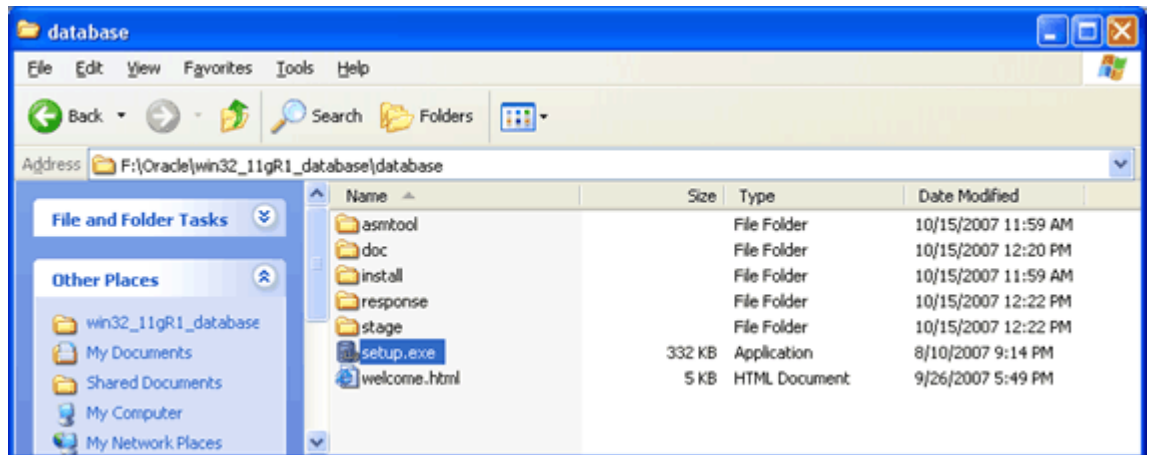 database
File Edit View Favorites Tools Help
Back Search Folders
Address F:\Oracle\win32_11gR1_database\database
File and Folder Tasks
Other Places
win32_11gR1_database
My Documents
Shared Documents
My Computer
My Network Places
Name Size Type Date Modified
asmtool File Folder 10/15/2007 11:59 AM
doc File Folder 10/15/2007 12:20 PM
install File Folder 10/15/2007 11:59 AM
response File Folder 10/15/2007 12:22 PM
stage File Folder 10/15/2007 12:22 PM
setup.exe 332 KB Application 8/10/2007 9:14 PM
welcome.html 5 KB HTML Document 9/26/2007 5:49 PM